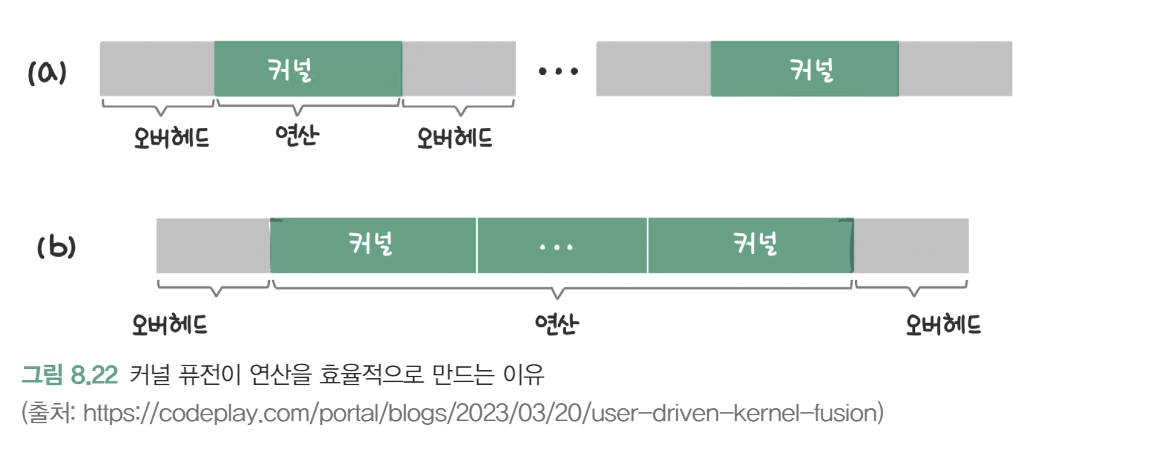 (a) 커널 ••• 커널
오버헤드 연산 오버헤드
(b) 커널 ••• 커널
오버헤드 연산 오버헤드
그림 8.22 커널 퓨전이 연산을 효율적으로 만드는 이유
(출처: https://codeplay.com/portal/blogs/2023/03/20/user-driven-kernel-fusion)